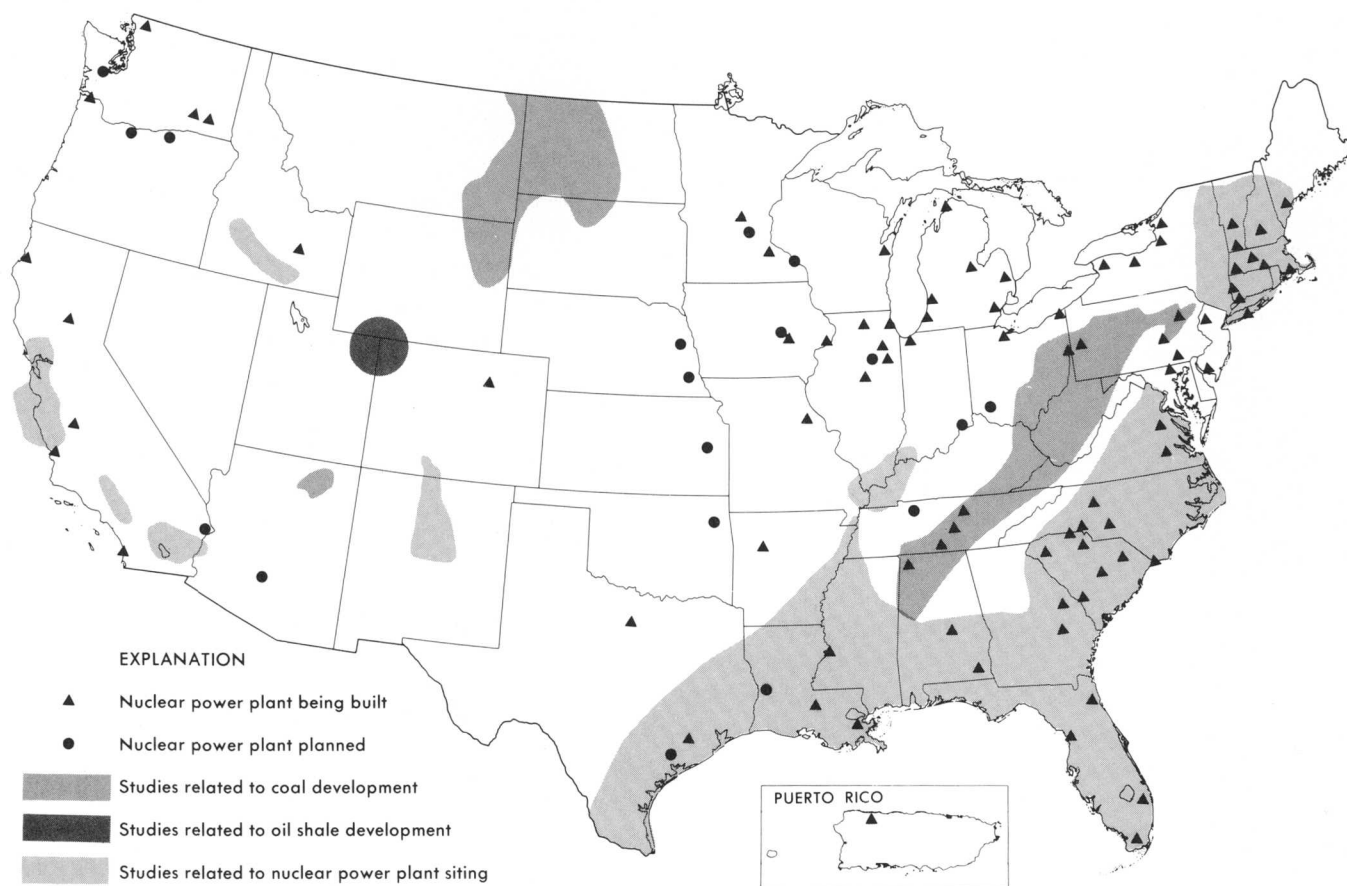 EXPLANATION
Nuclear power plant being built
Nuclear power plant planned
Studies related to coal development
Studies related to oil shale development
Studies related to nuclear power plant siting
PUERTO RICO